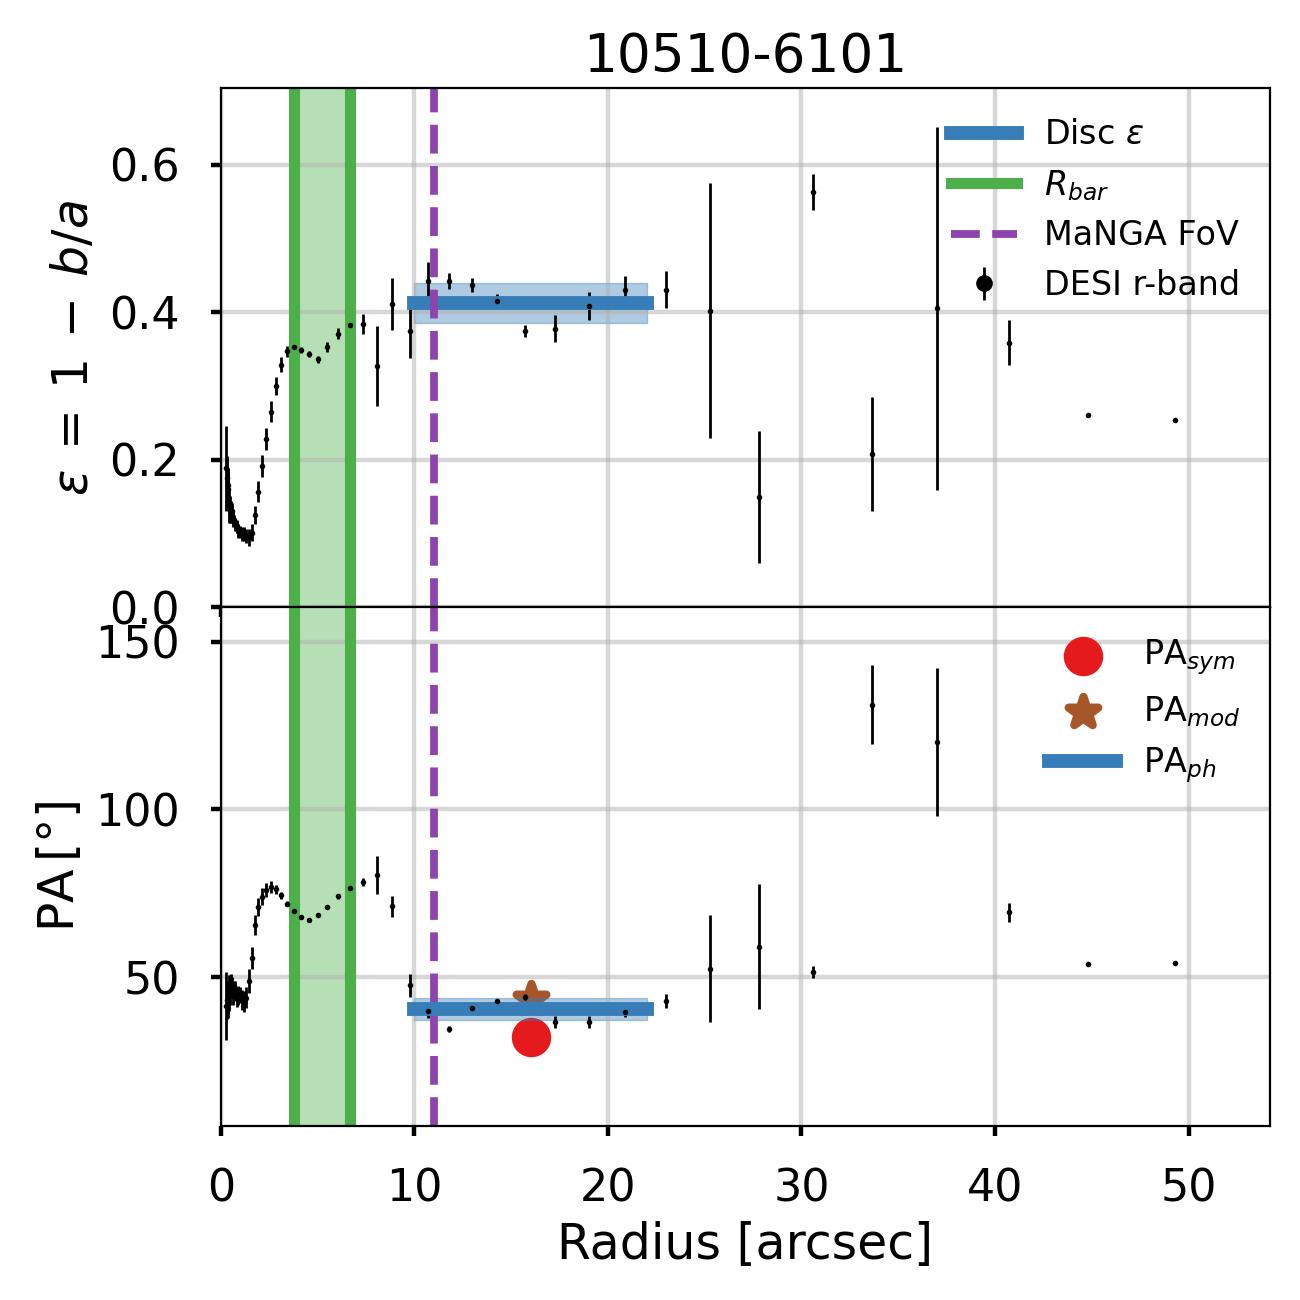 10510-6101
ε = 1 − b/a
0.6
0.4
0.2
0.0
Disc ε
R_bar
MaNGA FoV
DESI r-band
PA [°]
150
100
50
PA_sym
PA_mod
PA_ph
0 10 20 30 40 50
Radius [arcsec]